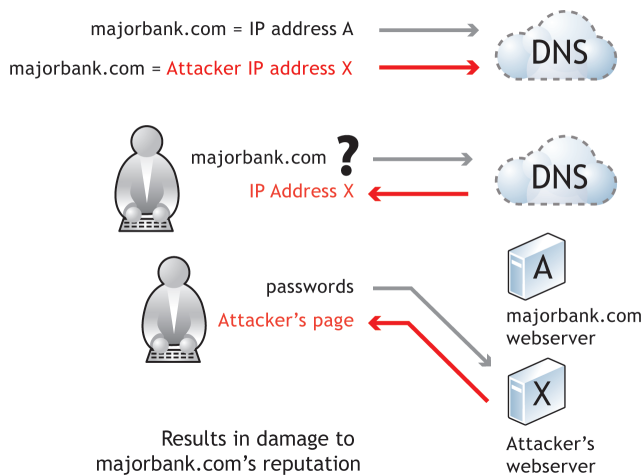 majorbank.com = IP address A
DNS
majorbank.com = Attacker IP address X
majorbank.com ?
DNS
IP Address X
passwords
Attacker's page
A
majorbank.com
webserver
X
Attacker's
webserver
Results in damage to
majorbank.com's reputation